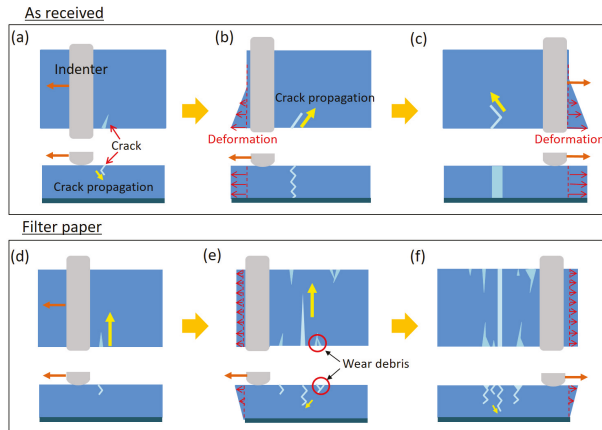 As received
(a)
(b)
(c)
Indenter
Crack propagation
Crack
Deformation
Deformation
Crack propagation
Filter paper
(d)
(e)
(f)
Wear debris